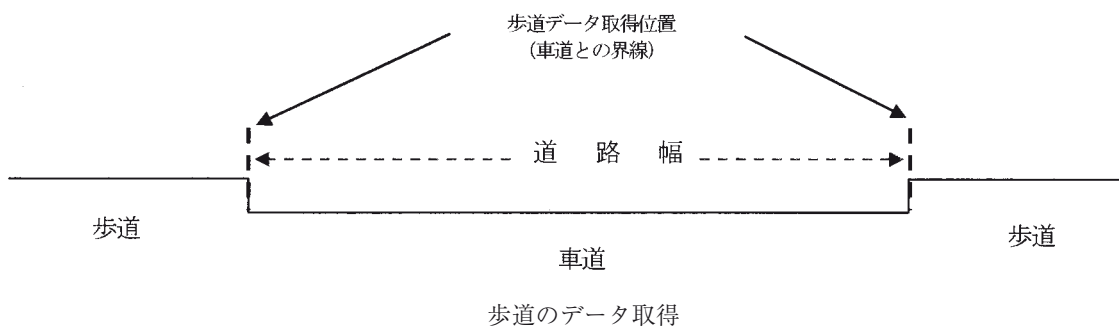 歩道データ取得位置
(車道との界線)
道 路 幅
歩道
歩道
車道
歩道のデータ取得